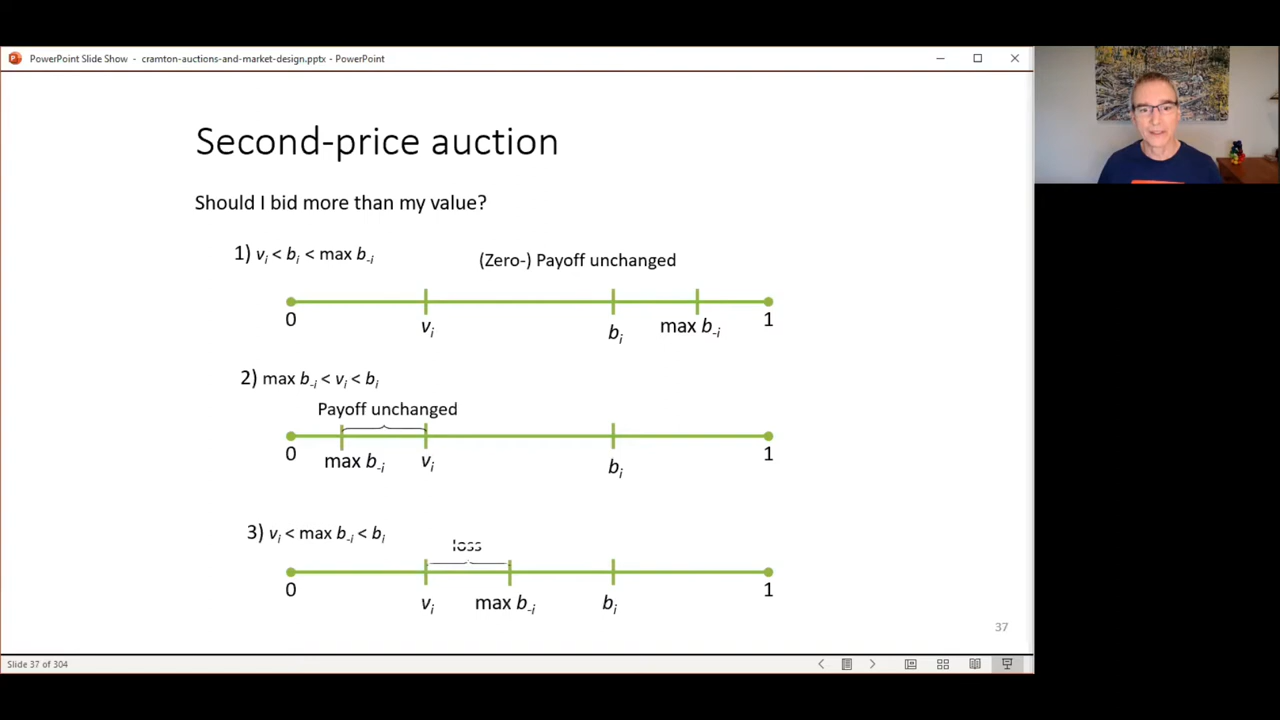 PowerPoint Slide Show - cramton-auctions-and-market-design.pptx - PowerPoint
Second-price auction
Should I bid more than my value?
1) vᵢ < bᵢ < max b₋ᵢ
(Zero-) Payoff unchanged
0 vᵢ bᵢ max b₋ᵢ 1
2) max b₋ᵢ < vᵢ < bᵢ
Payoff unchanged
0 max b₋ᵢ vᵢ bᵢ 1
3) vᵢ < max b₋ᵢ < bᵢ
loss
0 vᵢ max b₋ᵢ bᵢ 1
37
Slide 37 of 304